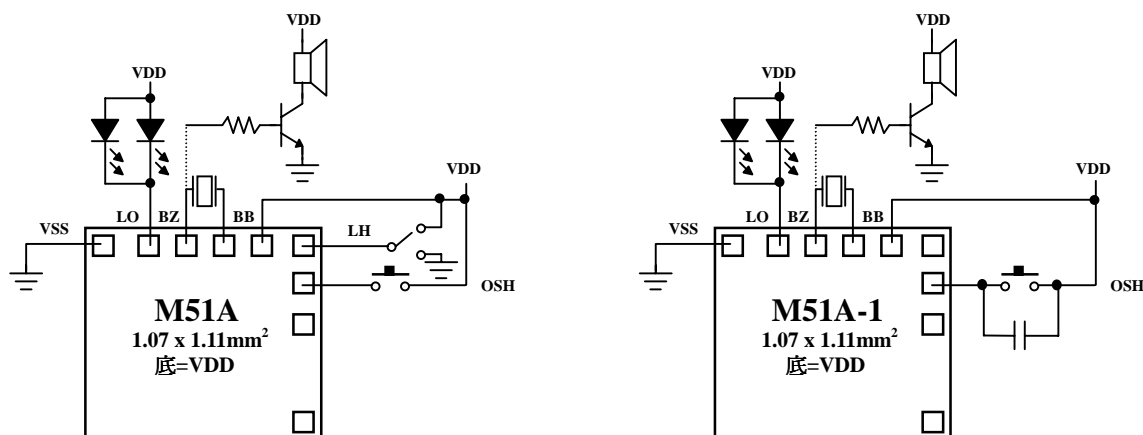 VDD
VDD
VSS
LO
BZ
BB
VDD
LH
OSH
M51A
1.07 x 1.11mm²
底=VDD
VDD
VDD
VSS
LO
BZ
BB
VDD
OSH
M51A-1
1.07 x 1.11mm²
底=VDD